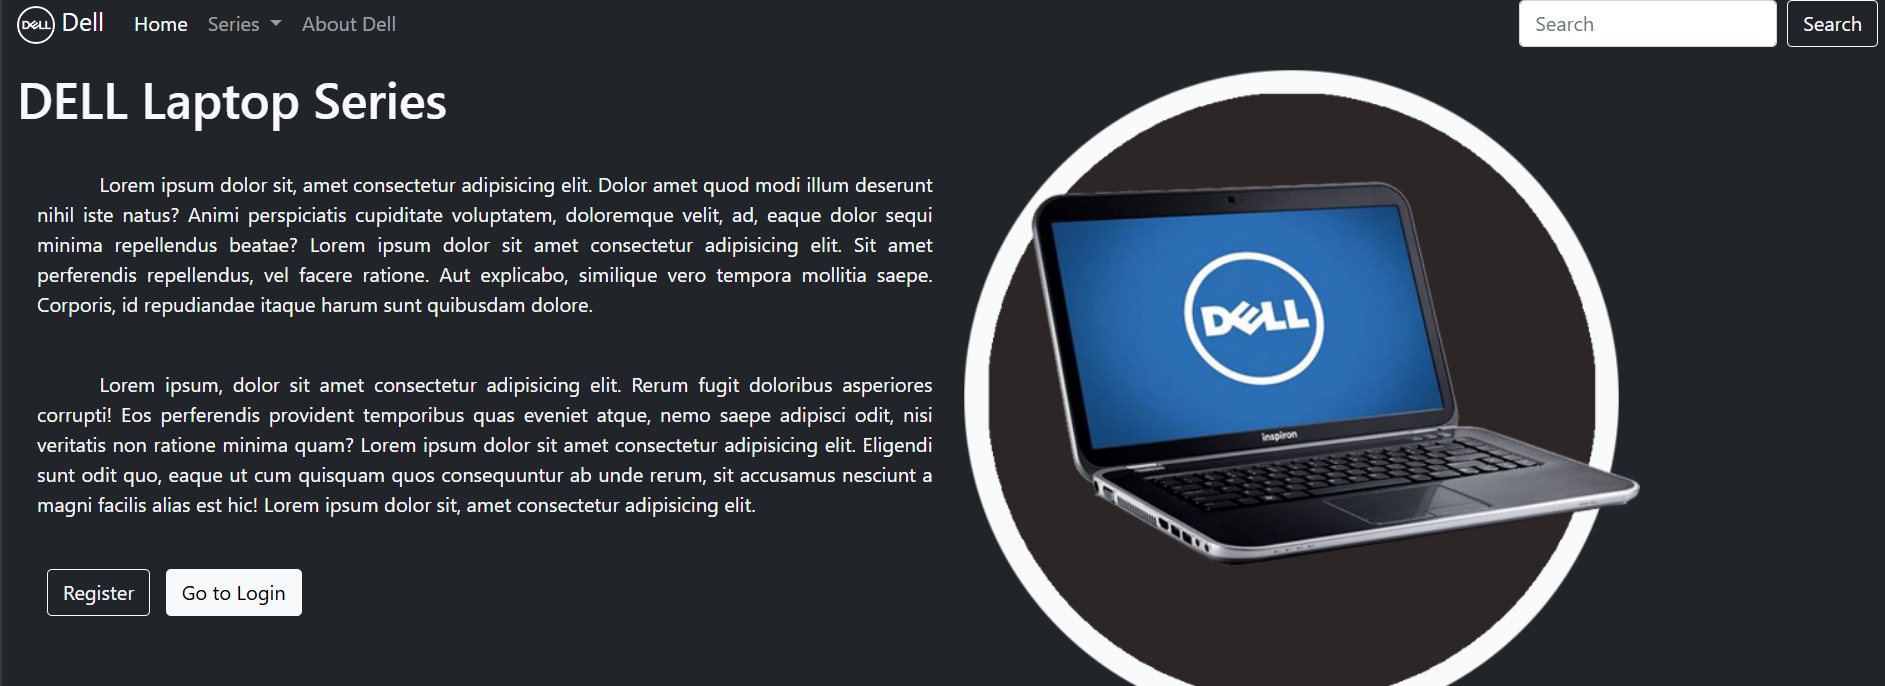 DELL Dell Home Series About Dell Search Search
DELL Laptop Series
Lorem ipsum dolor sit, amet consectetur adipisicing elit. Dolor amet quod modi illum deserunt
nihil iste natus? Animi perspiciatis cupiditate voluptatem, doloremque velit, ad, eaque dolor sequi
minima repellendus beatae? Lorem ipsum dolor sit amet consectetur adipisicing elit. Sit amet
perferendis repellendus, vel facere ratione. Aut explicabo, similique vero tempora mollitia saepe.
Corporis, id repudiandae itaque harum sunt quibusdam dolore.
Lorem ipsum, dolor sit amet consectetur adipisicing elit. Rerum fugit doloribus asperiores
corrupti! Eos perferendis provident temporibus quas eveniet atque, nemo saepe adipisci odit, nisi
veritatis non ratione minima quam? Lorem ipsum dolor sit amet consectetur adipisicing elit. Eligendi
sunt odit quo, eaque ut cum quisquam quos consequuntur ab unde rerum, sit accusamus nesciunt a
magni facilis alias est hic! Lorem ipsum dolor sit, amet consectetur adipisicing elit.
Register Go to Login
DELL
inspiron